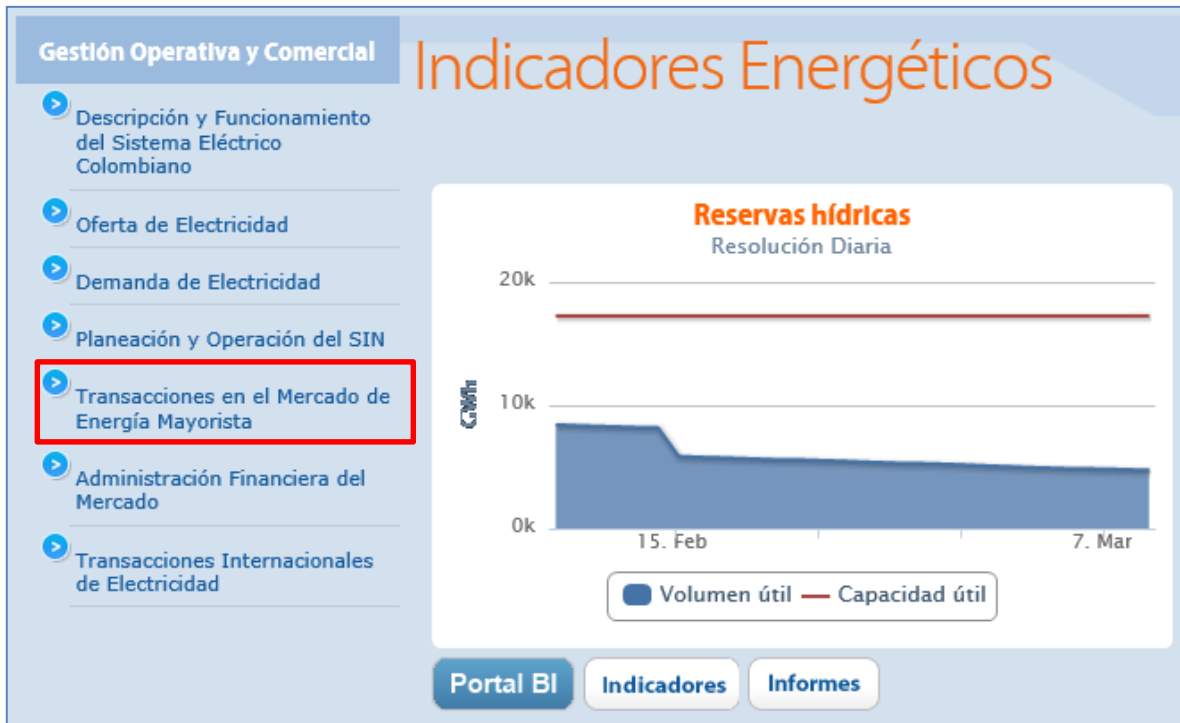 Gestión Operativa y Comercial
Descripción y Funcionamiento
del Sistema Eléctrico
Colombiano
Oferta de Electricidad
Demanda de Electricidad
Planeación y Operación del SIN
Transacciones en el Mercado de
Energía Mayorista
Administración Financiera del
Mercado
Transacciones Internacionales
de Electricidad
Indicadores Energéticos
Reservas hídricas
Resolución Diaria
20k
10k
0k
GWh
15. Feb
7. Mar
Volumen útil
Capacidad útil
Portal BI
Indicadores
Informes